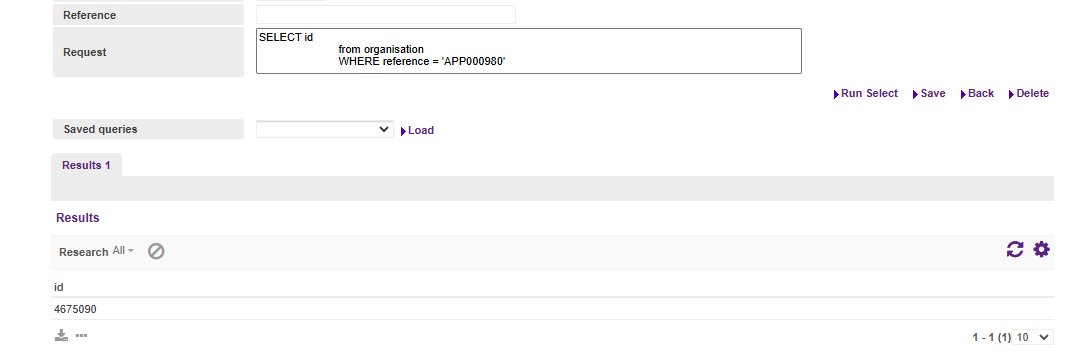 Reference
Request
SELECT id
from organisation
WHERE reference = 'APP000980'
Run Select Save Back Delete
Saved queries
Load
Results 1
Results
Research All
id
4675090
1 - 1 (1) 10